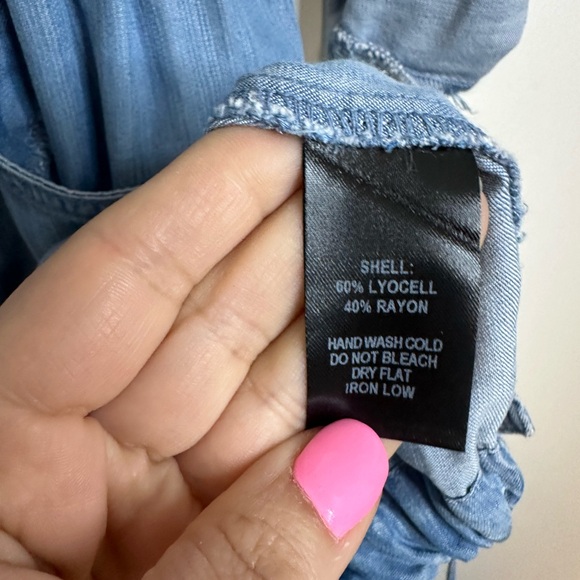 SHELL:
60% LYOCELL
40% RAYON
HAND WASH COLD
DO NOT BLEACH
DRY FLAT
IRON LOW